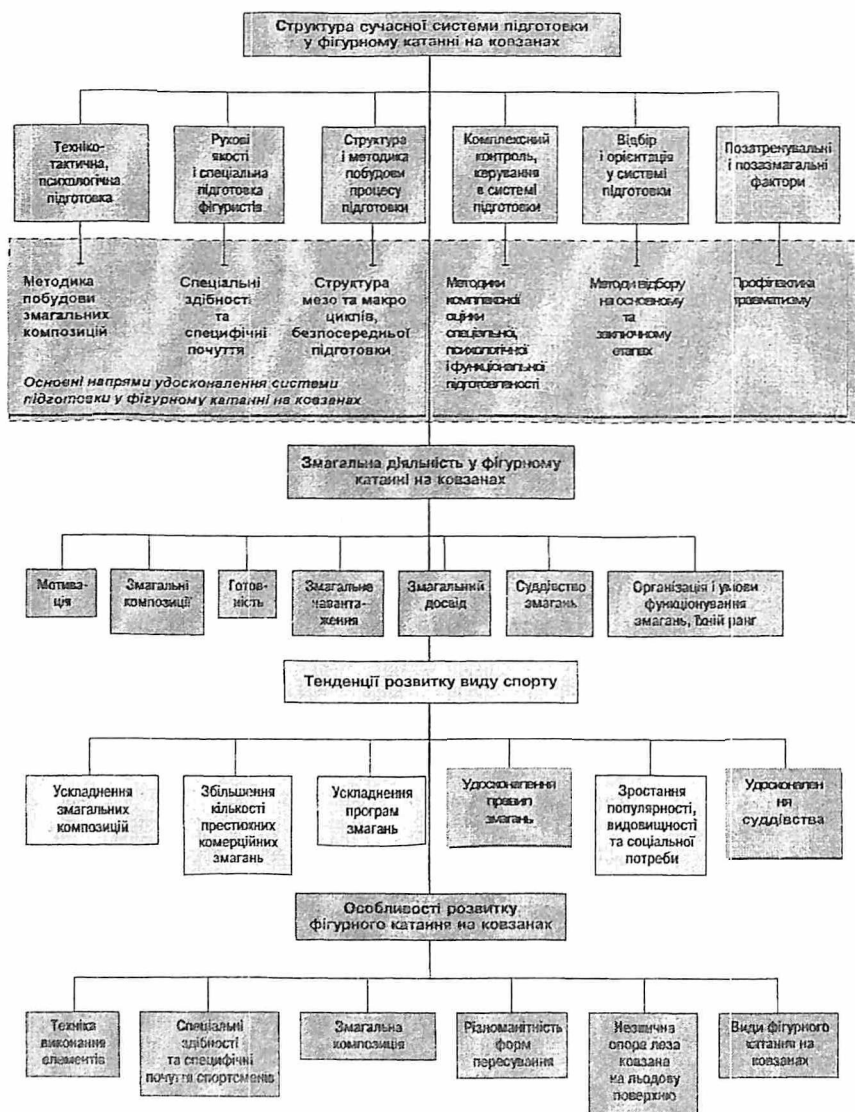 Структура сучасної системи підготовки
у фігурному катанні на ковзанах
Техніко-
тактична,
психологічна
підготовка
Рухові
якості
і спеціальна
підготовка
фігуристів
Структура
і методика
побудови
процесу
підготовки
Комплексний
контроль,
керування
в системі
підготовки
Відбір
і орієнтація
у системі
підготовки
Позатренувальні
і позазмагальні
фактори
Методика
побудови
змагальних
композицій
Спеціальні
здібності
та
специфічні
почуття
Структура
мезо та макро
циклів,
безпосередньої
підготовки
Методики
комплексної
оцінки
спеціальної,
психологічної
і функціональної
підготовленості
Методи відбору
на основному
та
заключному
етапах
Профілактика
травматизму
Основні напрями удосконалення системи
підготовки у фігурному катанні на ковзанах
Змагальна діяльність у фігурному
катанні на ковзанах
Мотива-
ція
Змагальні
композиції
Готов-
ність
Змагальне
наванта-
ження
Змагальний
досвід
Суддівство
змагань
Організація і умови
функціонування
змагань, їхній ранг
Тенденції розвитку виду спорту
Ускладнення
змагальних
композицій
Збільшення
кількості
престижних
комерційних
змагань
Ускладнення
програм
змагань
Удосконалення
правил
змагань
Зростання
популярності,
видовищності
та соціальної
потреби
Удосконален
ня
суддівства
Особливості розвитку
фігурного катання на ковзанах
Техніка
виконання
елементів
Спеціальні
здібності
та специфічні
почуття спортсменів
Змагальна
композиція
Різноманітність
форм
пересування
Незвична
опора леза
ковзана
на льодову
поверхню
Види фігурного
катання на
ковзанах